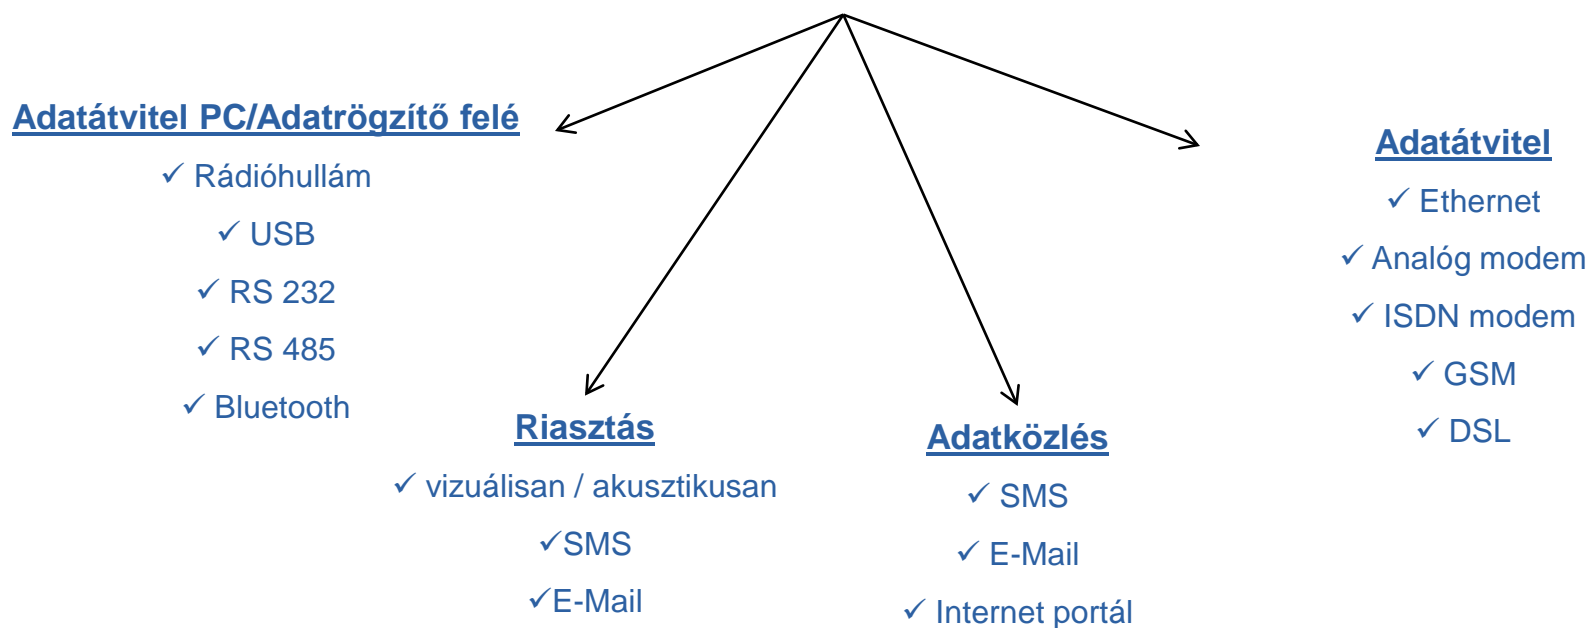 Adatátvitel PC/Adatrögzítő felé
✓ Rádióhullám
✓ USB
✓ RS 232
✓ RS 485
✓ Bluetooth
Riasztás
✓ vizuálisan / akusztikusan
✓SMS
✓E-Mail
Adatközlés
✓ SMS
✓ E-Mail
✓ Internet portál
Adatátvitel
✓ Ethernet
✓ Analóg modem
✓ ISDN modem
✓ GSM
✓ DSL